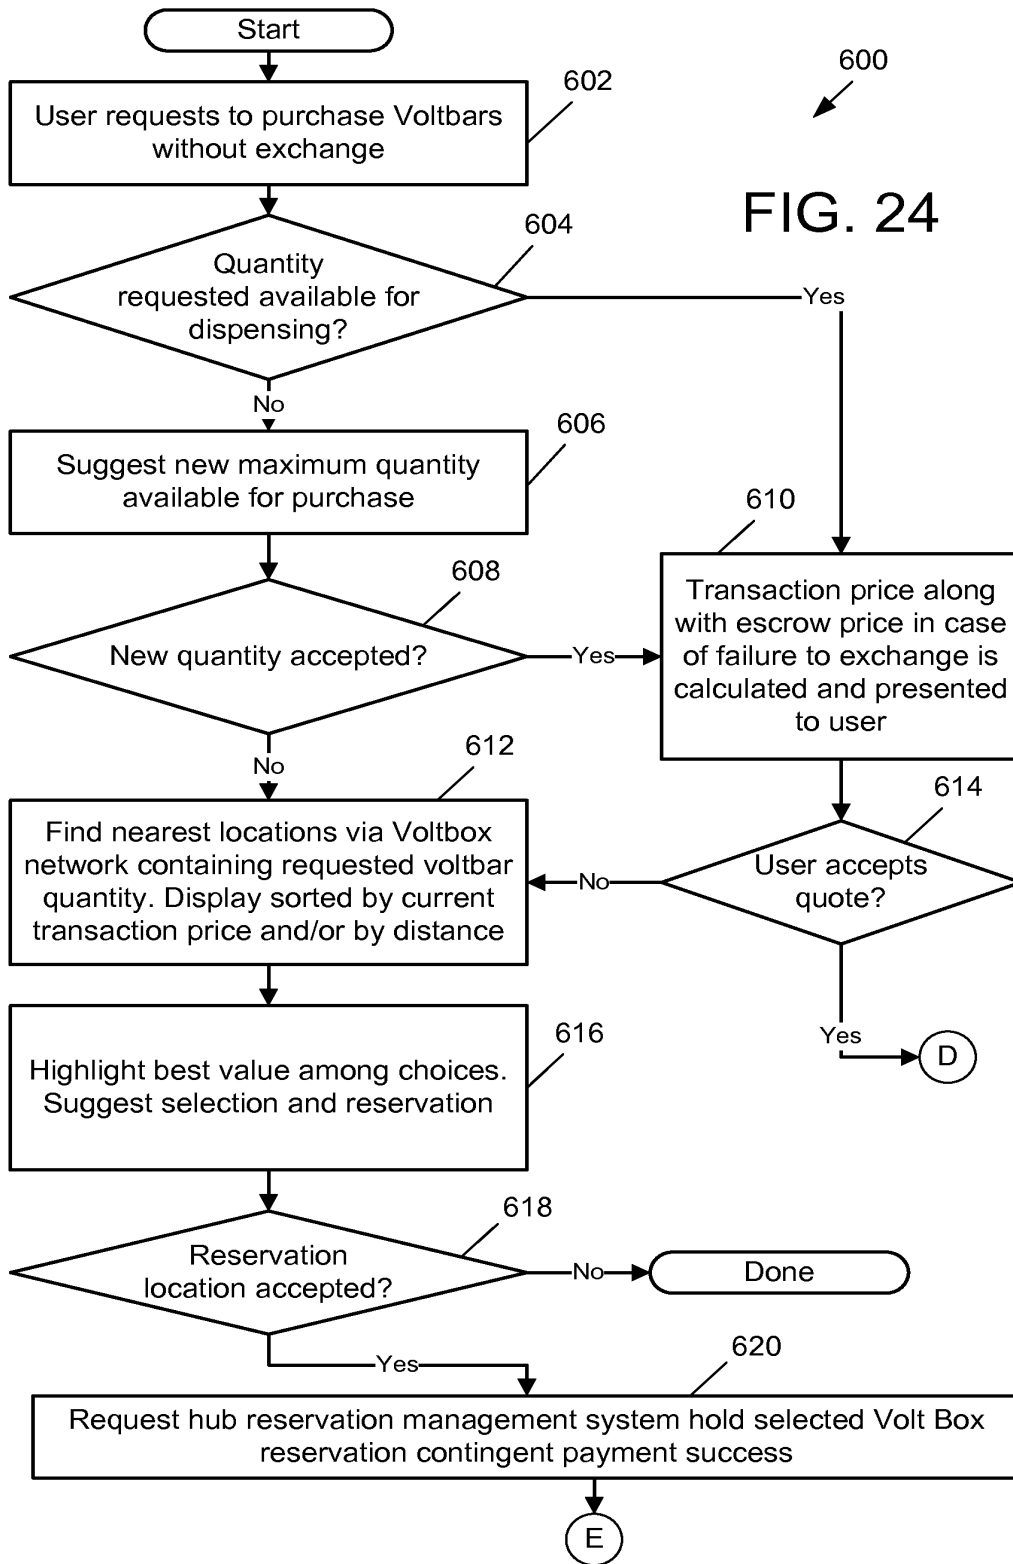 Start
600
602
User requests to purchase Voltbars
without exchange
FIG. 24
604
Quantity
requested available for
dispensing?
Yes
No
606
Suggest new maximum quantity
available for purchase
610
Transaction price along
with escrow price in case
of failure to exchange is
calculated and presented
to user
608
New quantity accepted?
Yes
No
612
Find nearest locations via Voltbox
network containing requested voltbar
quantity. Display sorted by current
transaction price and/or by distance
614
User accepts
quote?
No
Yes
D
616
Highlight best value among choices.
Suggest selection and reservation
618
Reservation
location accepted?
No
Done
Yes
620
Request hub reservation management system hold selected Volt Box
reservation contingent payment success
E